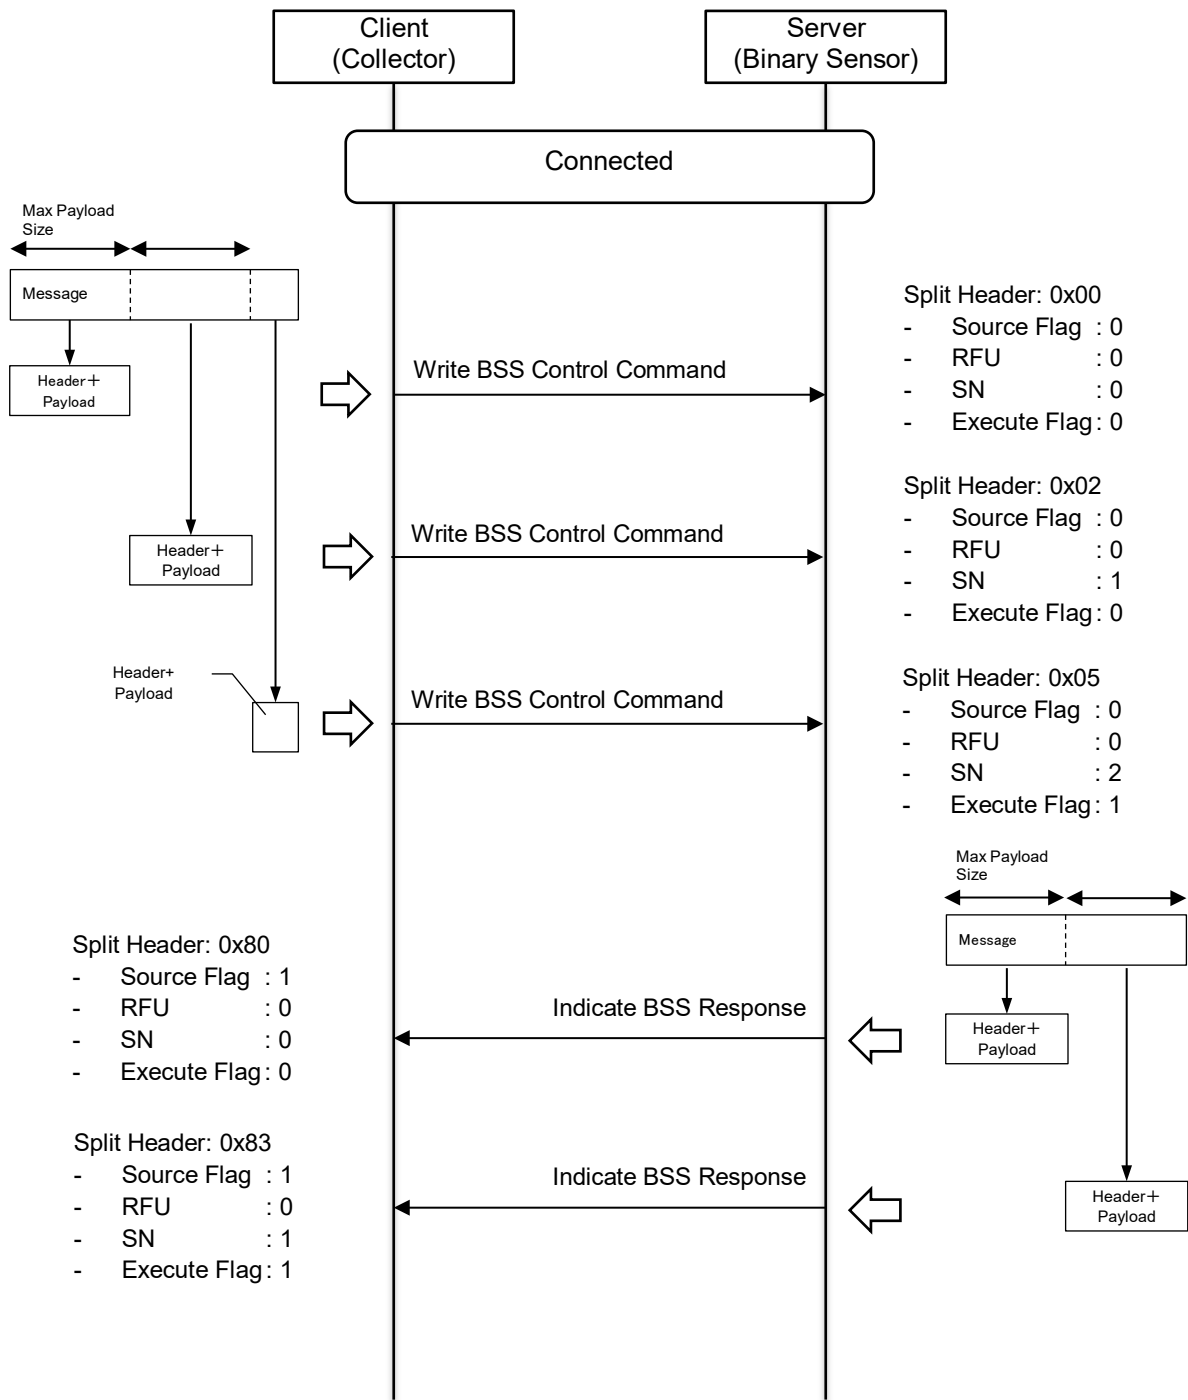 Client
(Collector)
Server
(Binary Sensor)
Connected
Max Payload
Size
Message
Header＋
Payload
Write BSS Control Command
Split Header: 0x00
- Source Flag : 0
- RFU : 0
- SN : 0
- Execute Flag : 0
Header＋
Payload
Write BSS Control Command
Split Header: 0x02
- Source Flag : 0
- RFU : 0
- SN : 1
- Execute Flag : 0
Header+
Payload
Write BSS Control Command
Split Header: 0x05
- Source Flag : 0
- RFU : 0
- SN : 2
- Execute Flag : 1
Max Payload
Size
Message
Header＋
Payload
Split Header: 0x80
- Source Flag : 1
- RFU : 0
- SN : 0
- Execute Flag : 0
Indicate BSS Response
Split Header: 0x83
- Source Flag : 1
- RFU : 0
- SN : 1
- Execute Flag : 1
Indicate BSS Response
Header＋
Payload